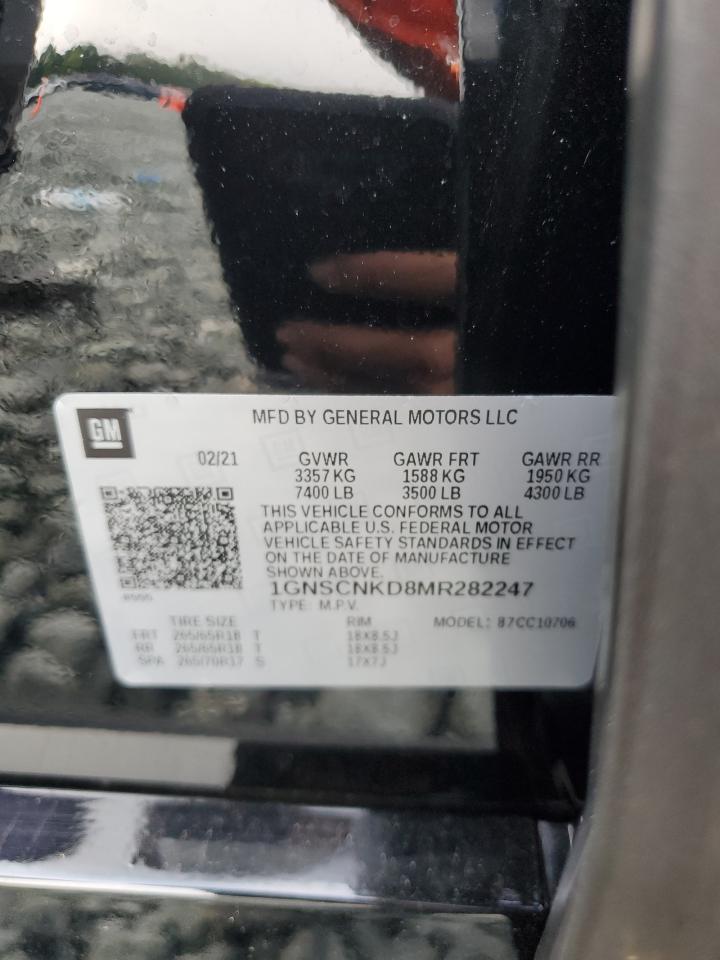 GM
MFD BY GENERAL MOTORS LLC
02/21 GVWR GAWR FRT GAWR RR
3357 KG 1588 KG 1950 KG
7400 LB 3500 LB 4300 LB
THIS VEHICLE CONFORMS TO ALL
APPLICABLE U.S. FEDERAL MOTOR
VEHICLE SAFETY STANDARDS IN EFFECT
ON THE DATE OF MANUFACTURE
SHOWN ABOVE.
1GNSCNKD8MR282247
TYPE: M.P.V.
TIRE SIZE RIM MODEL: 87CC10706
FRT 265/65R18 T 18X8.5J
RR 265/65R18 T 18X8.5J
SPA 265/70R17 S 17X7J